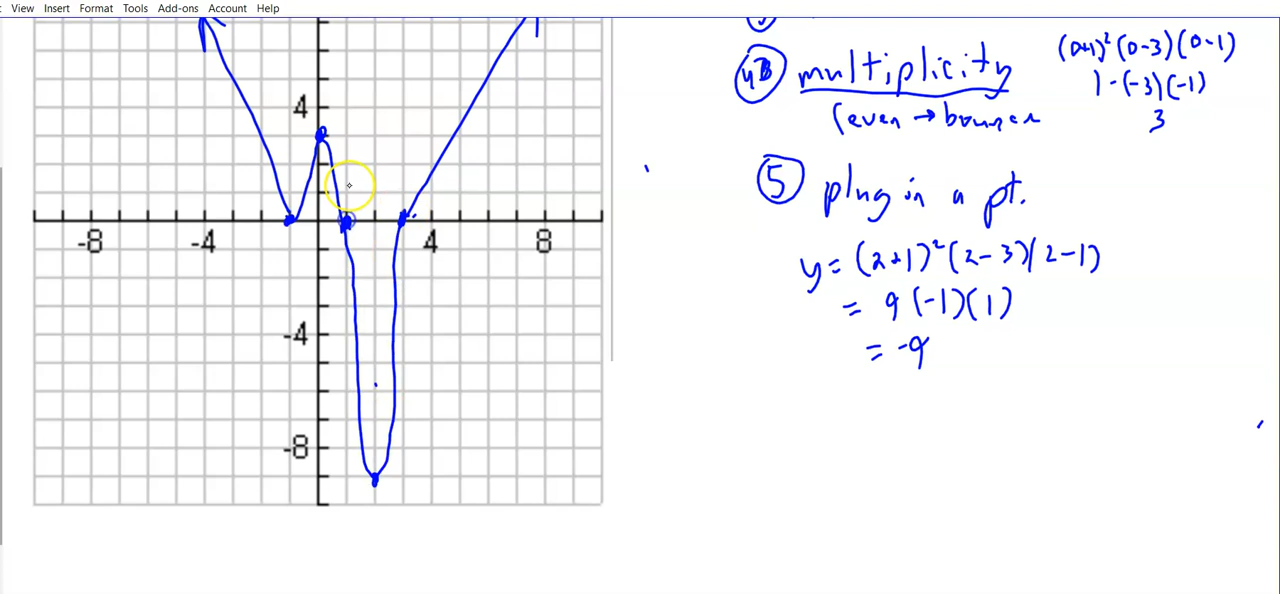 View Insert Format Tools Add-ons Account Help
4
-8 -4 4 8
-4
-8
4B multiplicity
(even → bounce
(0+1)²(0-3)(0-1)
1·(-3)(-1)
3
5 plug in a pt.
y = (2+1)²(2-3)(2-1)
= 9(-1)(1)
= -9